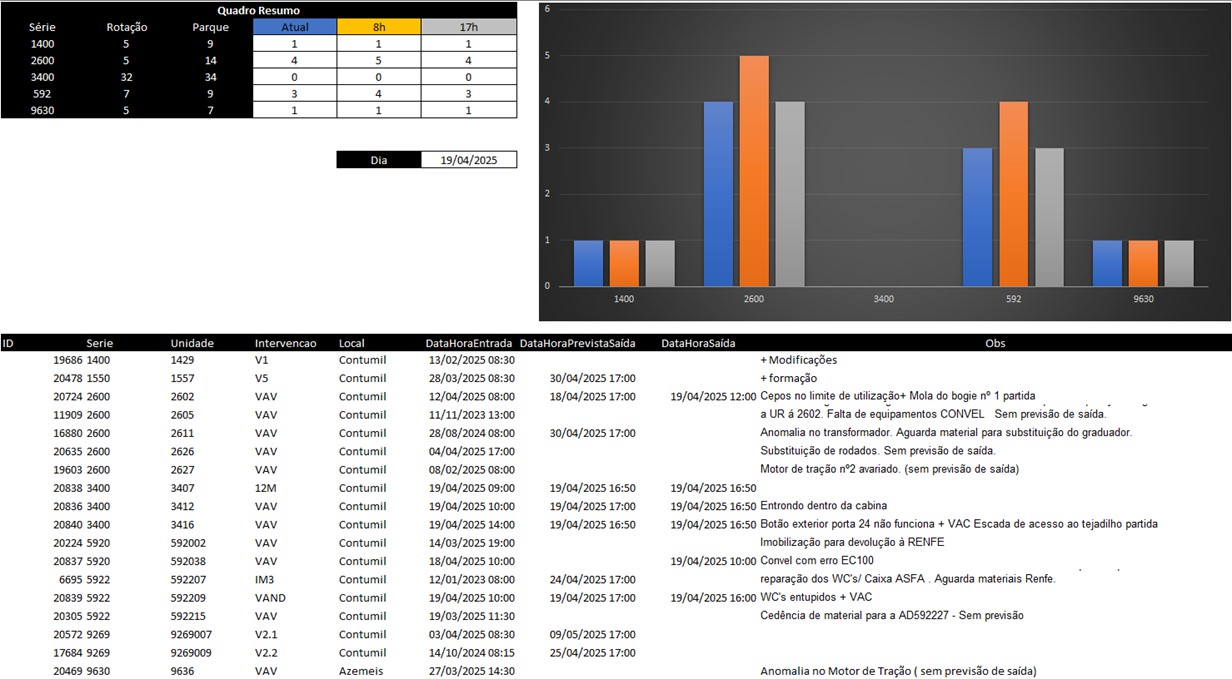 Quadro Resumo
Série Rotação Parque Atual 8h 17h
1400 5 9 1 1 1
2600 5 14 4 5 4
3400 32 34 0 0 0
592 7 9 3 4 3
9630 5 7 1 1 1
Dia 19/04/2025
6
5
4
3
2
1
0
1400 2600 3400 592 9630
ID Serie Unidade Intervencao Local DataHoraEntrada DataHoraPrevistaSaída DataHoraSaída Obs
19686 1400 1429 V1 Contumil 13/02/2025 08:30 + Modificações
20478 1550 1557 V5 Contumil 28/03/2025 08:30 30/04/2025 17:00 + formação
20724 2600 2602 VAV Contumil 12/04/2025 08:00 18/04/2025 17:00 19/04/2025 12:00 Cepos no limite de utilização+ Mola do bogie nº 1 partida
11909 2600 2605 VAV Contumil 11/11/2023 13:00 a UR á 2602. Falta de equipamentos CONVEL Sem previsão de saída.
16880 2600 2611 VAV Contumil 28/08/2024 08:00 30/04/2025 17:00 Anomalia no transformador. Aguarda material para substituição do graduador.
20635 2600 2626 VAV Contumil 04/04/2025 17:00 Substituição de rodados. Sem previsão de saída.
19603 2600 2627 VAV Contumil 08/02/2025 08:00 Motor de tração nº2 avariado. (sem previsão de saída)
20838 3400 3407 12M Contumil 19/04/2025 09:00 19/04/2025 16:50 19/04/2025 16:50
20836 3400 3412 VAV Contumil 19/04/2025 10:00 19/04/2025 17:00 19/04/2025 16:50 Entrondo dentro da cabina
20840 3400 3416 VAV Contumil 19/04/2025 14:00 19/04/2025 16:50 19/04/2025 16:50 Botão exterior porta 24 não funciona + VAC Escada de acesso ao tejadilho partida
20224 5920 592002 VAV Contumil 14/03/2025 19:00 Imobilização para devolução à RENFE
20837 5920 592038 VAV Contumil 18/04/2025 10:00 19/04/2025 10:00 Convel com erro EC100
6695 5922 592207 IM3 Contumil 12/01/2023 08:00 24/04/2025 17:00 reparação dos WC's/ Caixa ASFA . Aguarda materiais Renfe.
20839 5922 592209 VAND Contumil 19/04/2025 10:00 19/04/2025 17:00 19/04/2025 16:00 WC's entupidos + VAC
20305 5922 592215 VAV Contumil 19/03/2025 11:30 Cedência de material para a AD592227 - Sem previsão
20572 9269 9269007 V2.1 Contumil 03/04/2025 08:30 09/05/2025 17:00
17684 9269 9269009 V2.2 Contumil 14/10/2024 08:15 25/04/2025 17:00
20469 9630 9636 VAV Azemeis 27/03/2025 14:30 Anomalia no Motor de Tração ( sem previsão de saída)